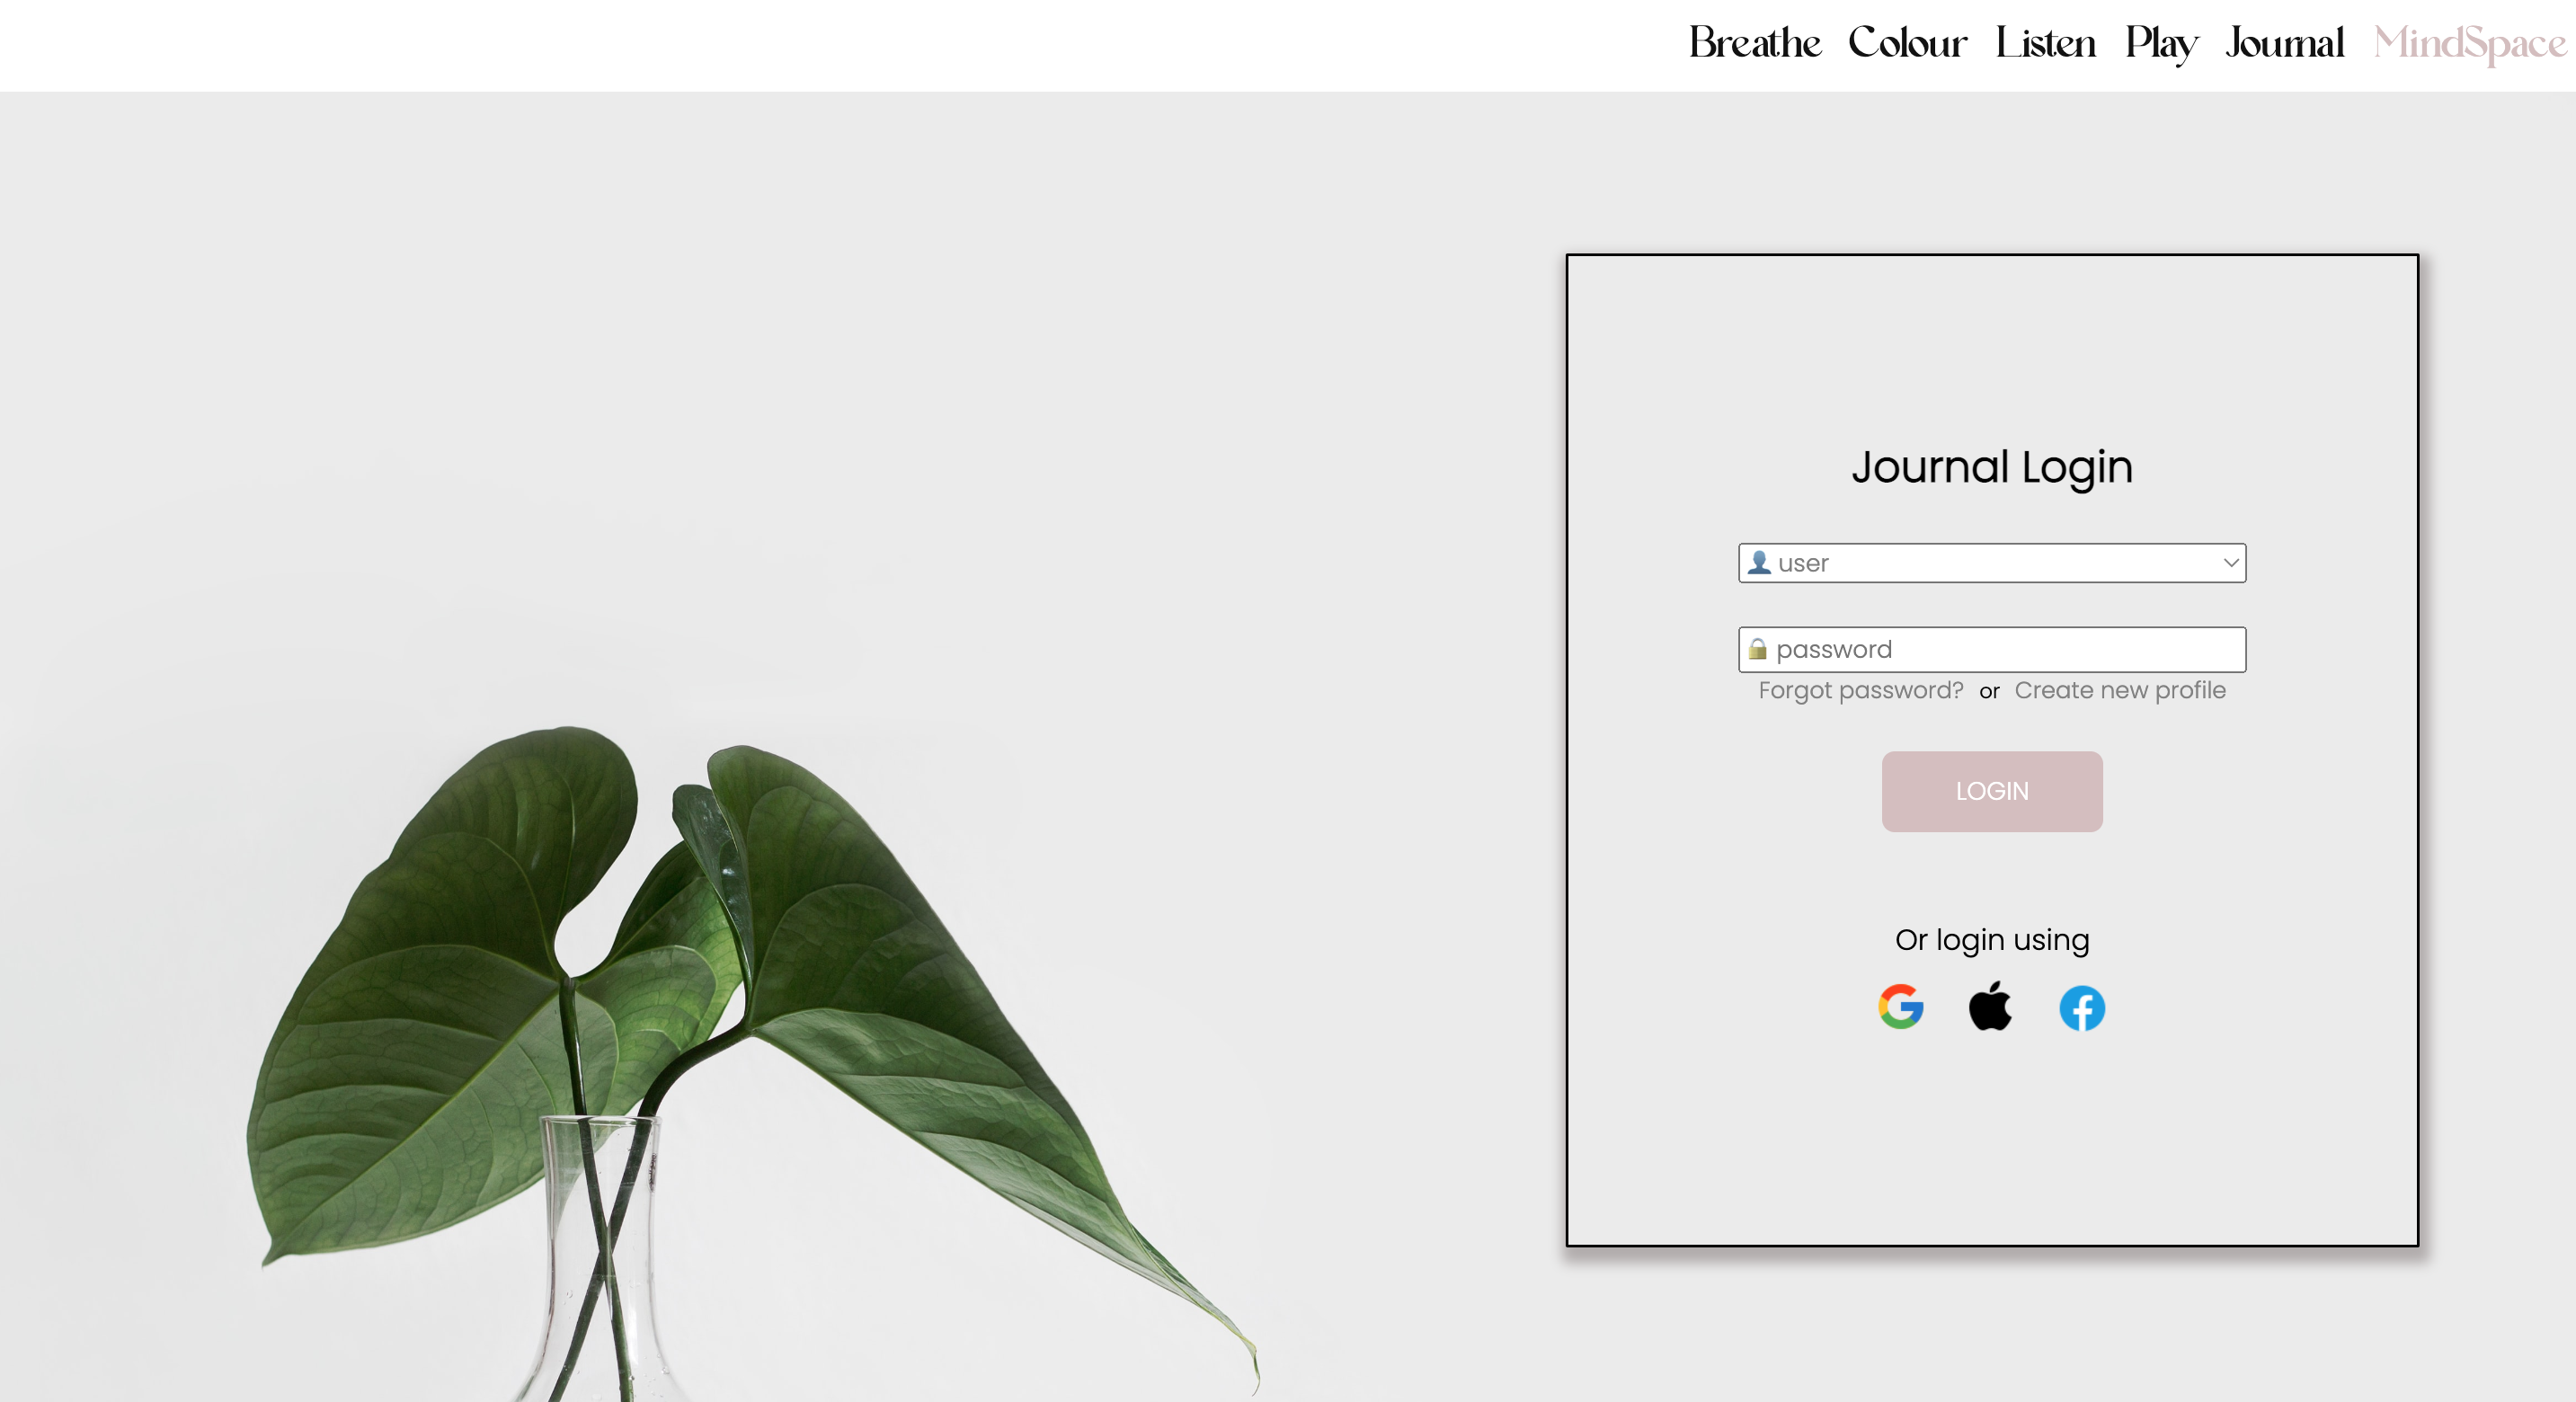 Breathe Colour Listen Play Journal MindSpace
Journal Login
user
password
Forgot password? or Create new profile
LOGIN
Or login using